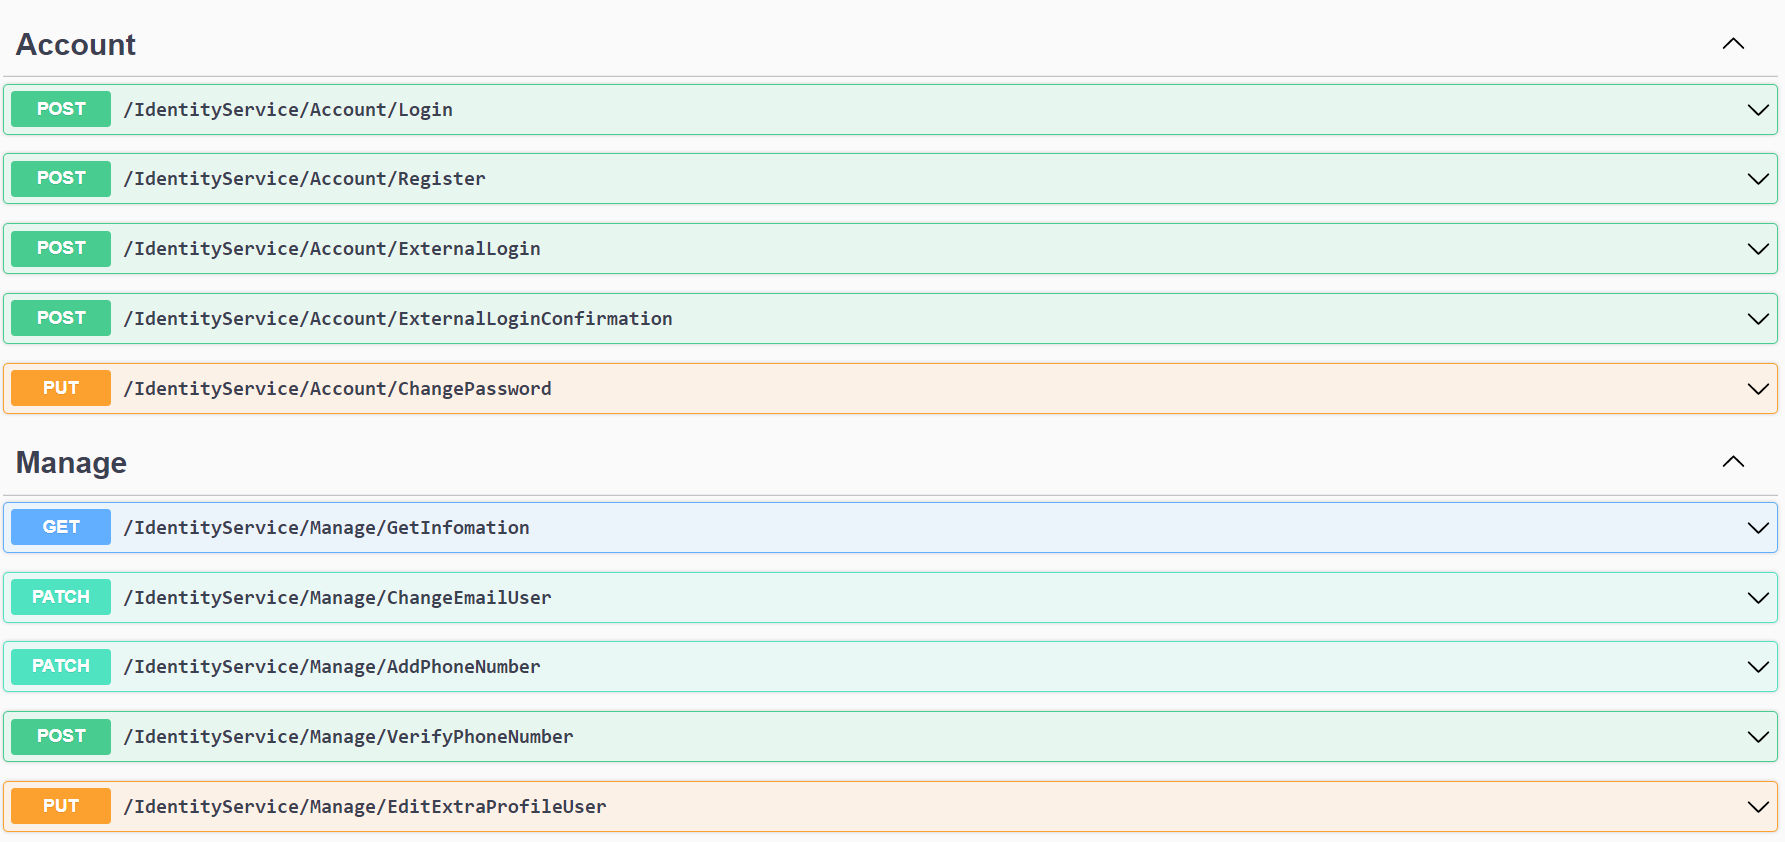 Account
POST /IdentityService/Account/Login
POST /IdentityService/Account/Register
POST /IdentityService/Account/ExternalLogin
POST /IdentityService/Account/ExternalLoginConfirmation
PUT /IdentityService/Account/ChangePassword
Manage
GET /IdentityService/Manage/GetInfomation
PATCH /IdentityService/Manage/ChangeEmailUser
PATCH /IdentityService/Manage/AddPhoneNumber
POST /IdentityService/Manage/VerifyPhoneNumber
PUT /IdentityService/Manage/EditExtraProfileUser